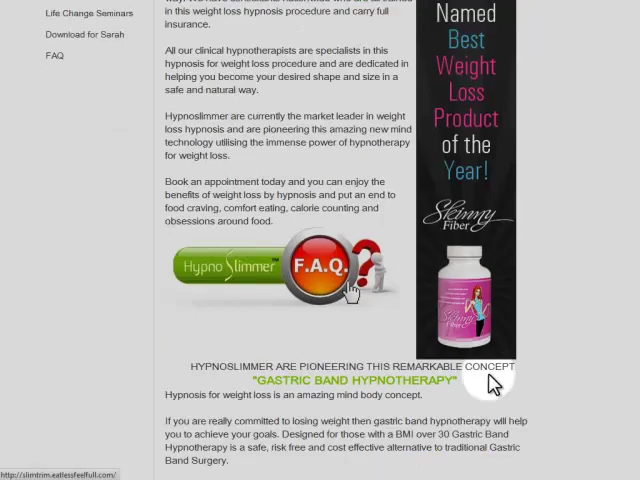 Life Change Seminars
Download for Sarah
FAQ
in this weight loss hypnosis procedure and carry full
insurance.
All our clinical hypnotherapists are specialists in this
hypnosis for weight loss procedure and are dedicated in
helping you become your desired shape and size in a
safe and natural way.
Hypnoslimmer are currently the market leader in weight
loss hypnosis and are pioneering this amazing new mind
technology utilising the immense power of hypnotherapy
for weight loss.
Book an appointment today and you can enjoy the
benefits of weight loss by hypnosis and put an end to
food craving, comfort eating, calorie counting and
obsessions around food.
Hypno Slimmer™
F.A.Q.
Named
Best
Weight
Loss
Product
of the
Year!
Skinny
Fiber
HYPNOSLIMMER ARE PIONEERING THIS REMARKABLE CONCEPT
"GASTRIC BAND HYPNOTHERAPY"
Hypnosis for weight loss is an amazing mind body concept.
If you are really committed to losing weight then gastric band hypnotherapy will help
you to achieve your goals. Designed for those with a BMI over 30 Gastric Band
Hypnotherapy is a safe, risk free and cost effective alternative to traditional Gastric
Band Surgery.
http://slimtrim.eatlessfeelfull.com/